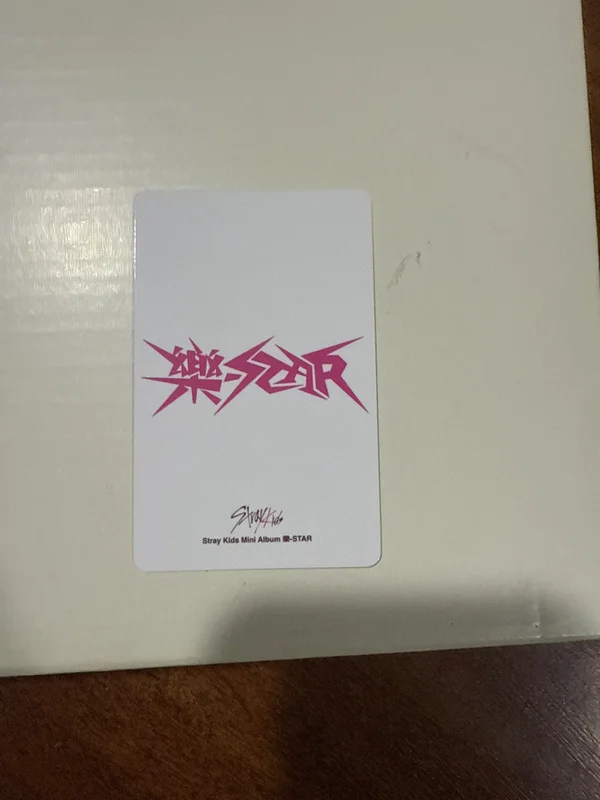 樂-STAR
Stray Kids
Stray Kids Mini Album 樂-STAR